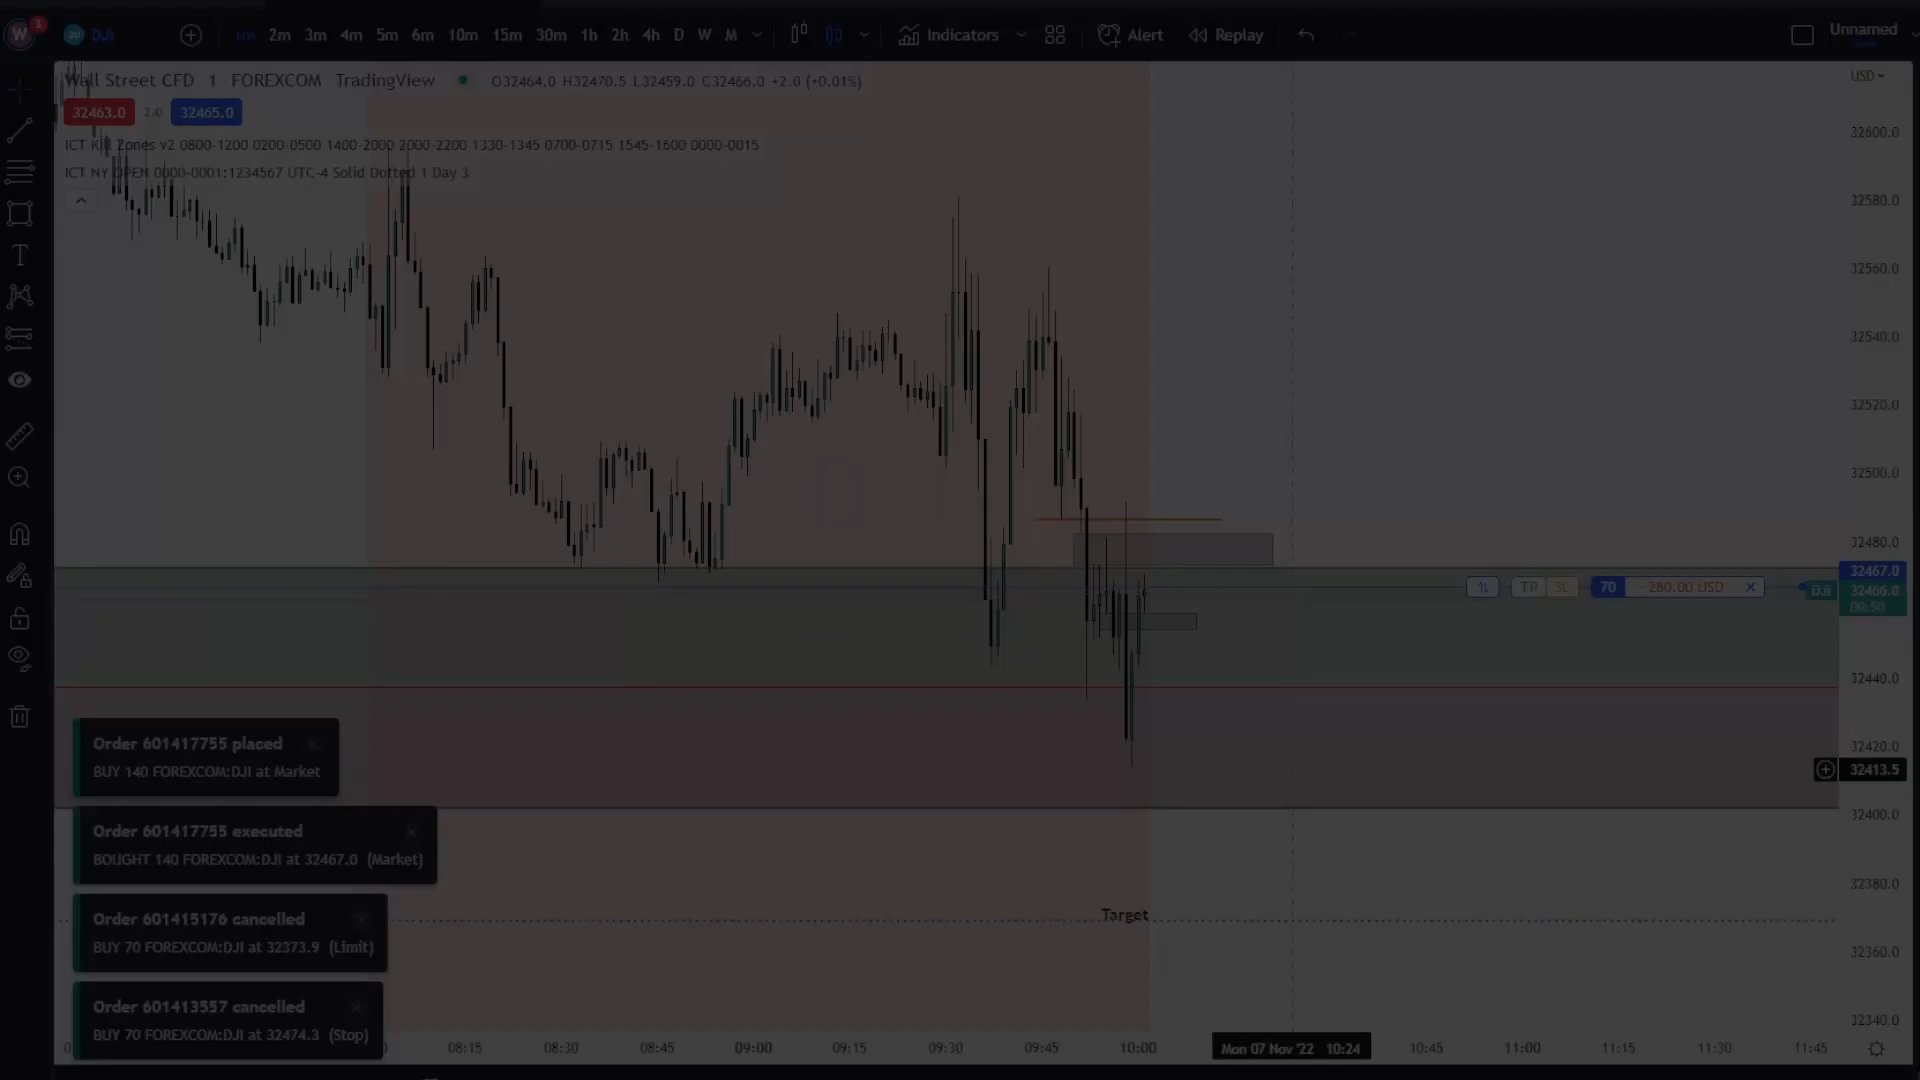 W 3 DJI 1m 2m 3m 4m 5m 6m 10m 15m 30m 1h 2h 4h D W M Indicators Alert Replay Unnamed
Wall Street CFD 1 FOREXCOM TradingView O32464.0 H32470.5 L32459.0 C32466.0 +2.0 (+0.01%) USD
32463.0 2.0 32465.0
32600.0
ICT Kill Zones v2 0800-1200 0200-0500 1400-2000 2000-2200 1330-1345 0700-0715 1545-1600 0000-0015
ICT NY OPEN 0000-0001:1234567 UTC-4 Solid Dotted 1 Day 3
32580.0
32560.0
32540.0
32520.0
32500.0
32480.0
32467.0
TP SL 70 -280.00 USD DJI 32466.0
00:50
32440.0
Order 601417755 placed
BUY 140 FOREXCOM:DJI at Market
32420.0
32413.5
32400.0
Order 601417755 executed
BOUGHT 140 FOREXCOM:DJI at 32467.0 (Market)
32380.0
Target
Order 601415176 cancelled
BUY 70 FOREXCOM:DJI at 32373.9 (Limit)
32360.0
Order 601413557 cancelled
BUY 70 FOREXCOM:DJI at 32474.3 (Stop)
32340.0
08:15 08:30 08:45 09:00 09:15 09:30 09:45 10:00 Mon 07 Nov '22 10:24 10:45 11:00 11:15 11:30 11:45